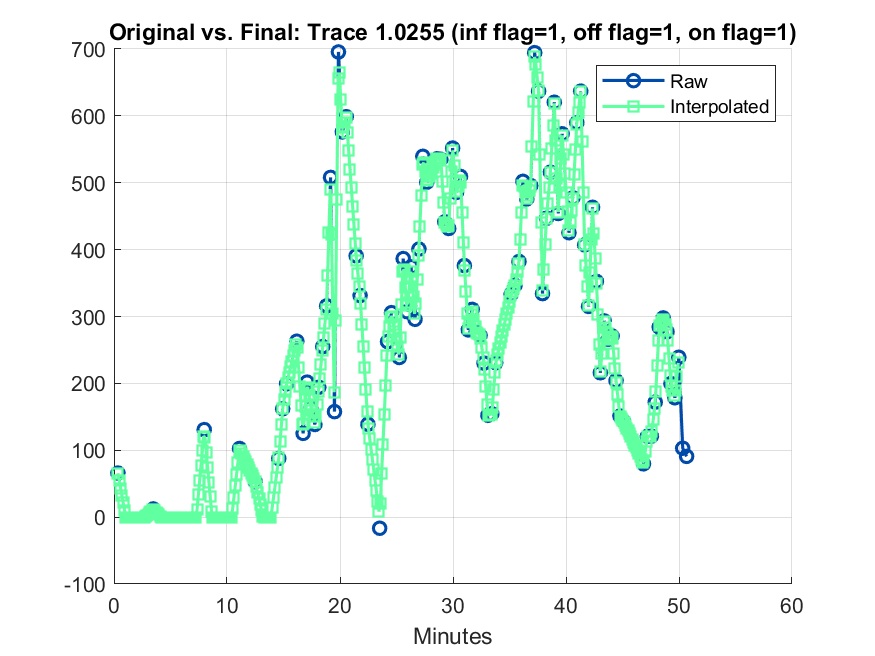 Original vs. Final: Trace 1.0255 (inf flag=1, off flag=1, on flag=1)
Raw
Interpolated
700
600
500
400
300
200
100
0
-100
0 10 20 30 40 50 60
Minutes